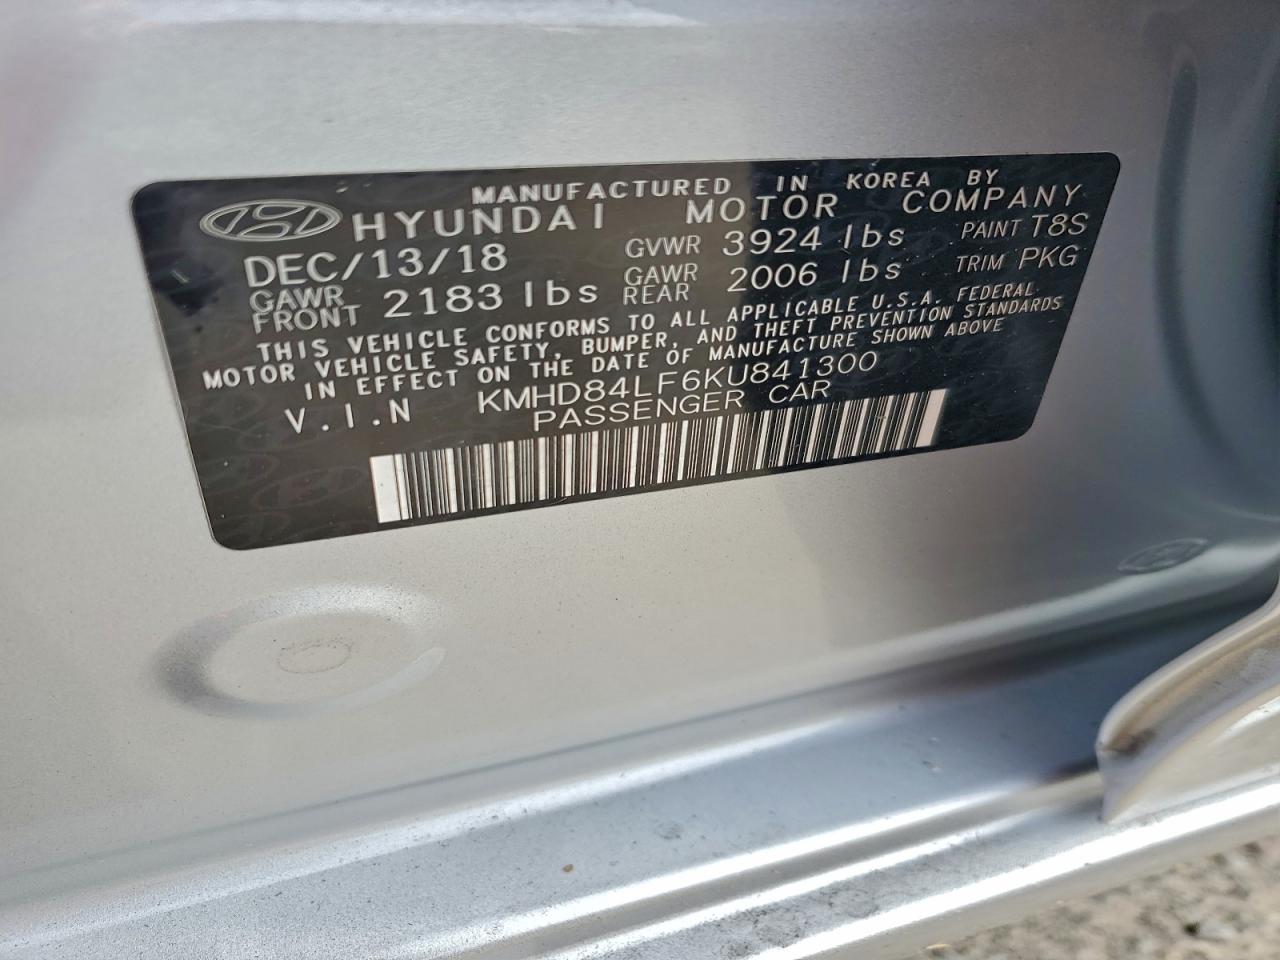 MANUFACTURED IN KOREA BY
HYUNDAI MOTOR COMPANY
DEC/13/18 GVWR 3924 lbs PAINT T8S
GAWR FRONT 2183 lbs GAWR REAR 2006 lbs TRIM PKG
THIS VEHICLE CONFORMS TO ALL APPLICABLE U.S.A. FEDERAL
MOTOR VEHICLE SAFETY, BUMPER, AND THEFT PREVENTION STANDARDS
IN EFFECT ON THE DATE OF MANUFACTURE SHOWN ABOVE
V.I.N KMHD84LF6KU841300
PASSENGER CAR